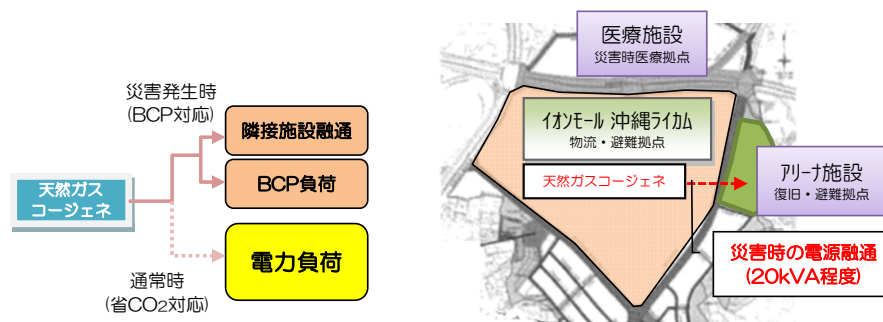 災害発生時
(BCP対応)
隣接施設融通
BCP負荷
天然ガス
コージェネ
電力負荷
通常時
(省CO2対応)
医療施設
災害時医療拠点
ｲｵﾝﾓｰﾙ 沖縄ﾗｲｶﾑ
物流・避難拠点
天然ガスコージェネ
ｱﾘｰﾅ施設
復旧・避難拠点
災害時の電源融通
(20kVA程度)